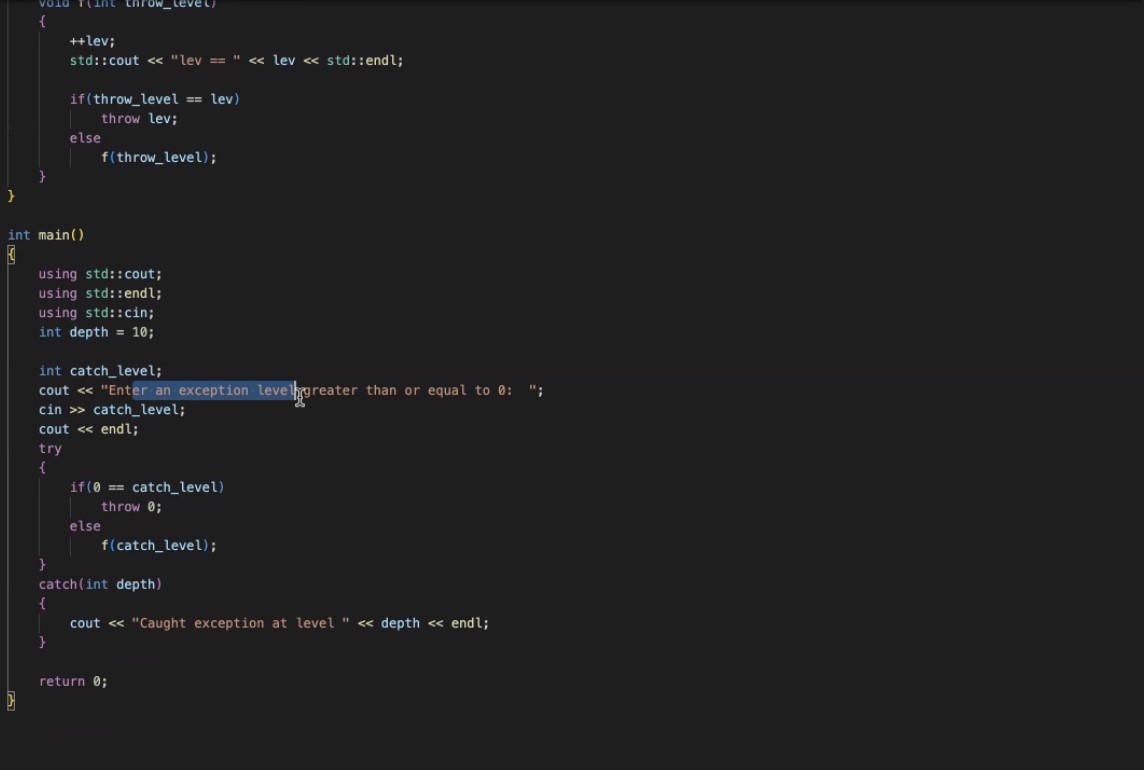 void f(int throw_level)
{
++lev;
std::cout << "lev == " << lev << std::endl;
if(throw_level == lev)
throw lev;
else
f(throw_level);
}
}
int main()
{
using std::cout;
using std::endl;
using std::cin;
int depth = 10;
int catch_level;
cout << "Enter an exception level greater than or equal to 0:  ";
cin >> catch_level;
cout << endl;
try
{
if(0 == catch_level)
throw 0;
else
f(catch_level);
}
catch(int depth)
{
cout << "Caught exception at level " << depth << endl;
}
return 0;
}